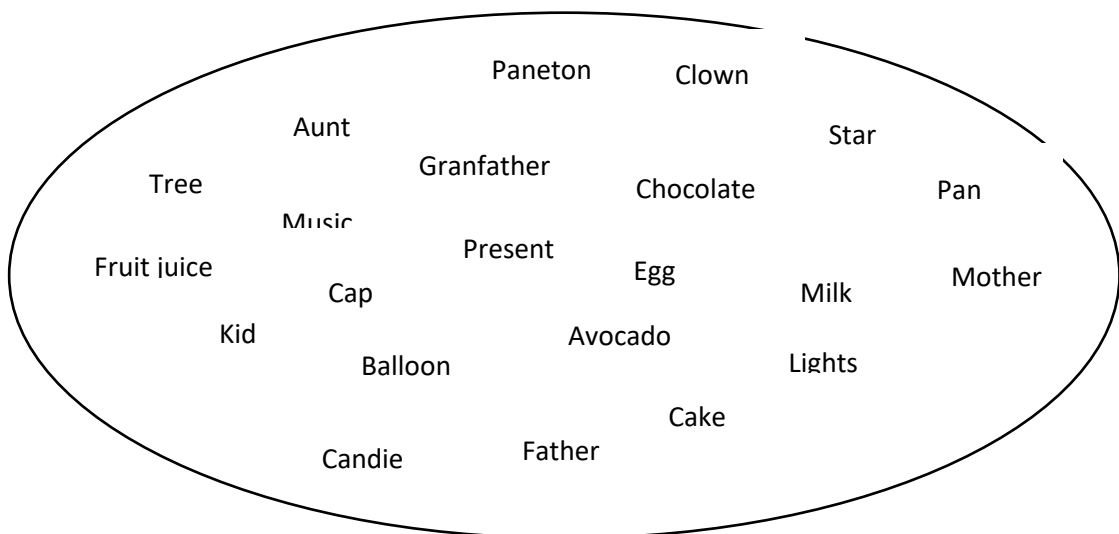 Paneton
Clown
Aunt
Star
Granfather
Tree
Chocolate
Pan
Music
Present
Fruit juice
Egg
Mother
Cap
Milk
Kid
Avocado
Balloon
Lights
Cake
Father
Candie